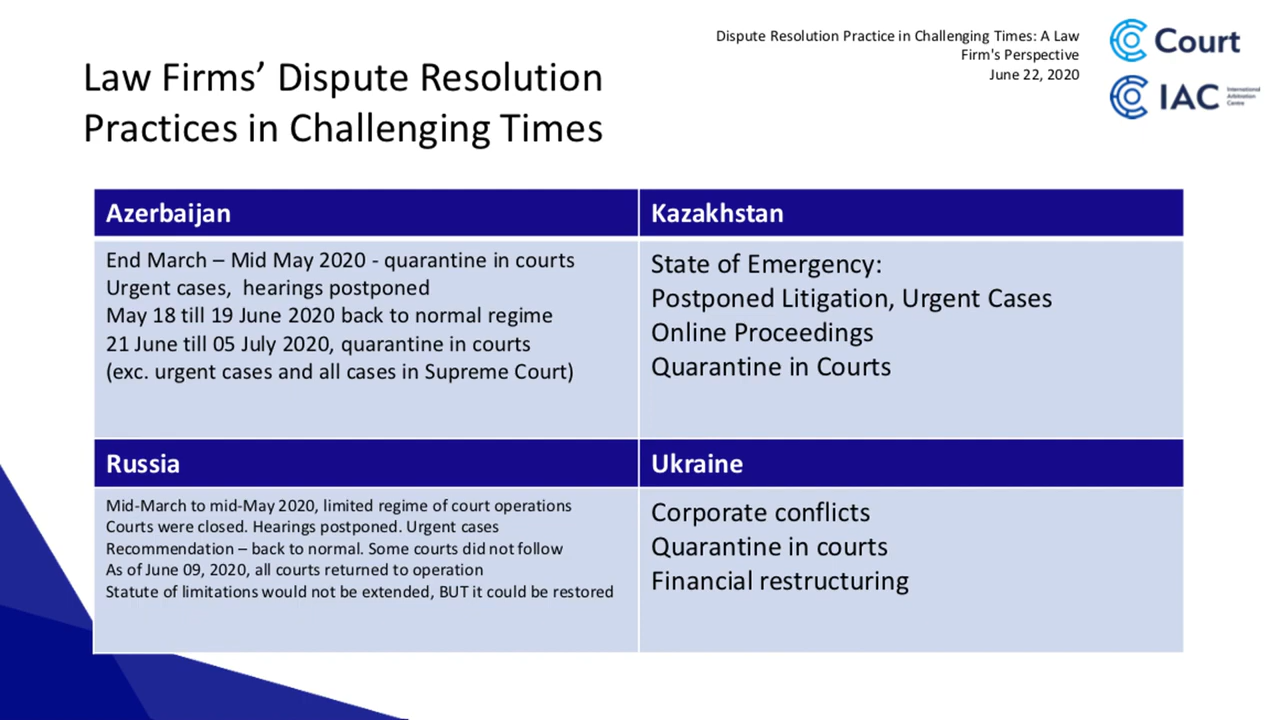 Dispute Resolution Practice in Challenging Times: A Law
Firm's Perspective
June 22, 2020
Court
IAC
International
Arbitration
Centre
Law Firms’ Dispute Resolution
Practices in Challenging Times
Azerbaijan
End March – Mid May 2020 - quarantine in courts
Urgent cases, hearings postponed
May 18 till 19 June 2020 back to normal regime
21 June till 05 July 2020, quarantine in courts
(exc. urgent cases and all cases in Supreme Court)
Kazakhstan
State of Emergency:
Postponed Litigation, Urgent Cases
Online Proceedings
Quarantine in Courts
Russia
Mid-March to mid-May 2020, limited regime of court operations
Courts were closed. Hearings postponed. Urgent cases
Recommendation – back to normal. Some courts did not follow
As of June 09, 2020, all courts returned to operation
Statute of limitations would not be extended, BUT it could be restored
Ukraine
Corporate conflicts
Quarantine in courts
Financial restructuring